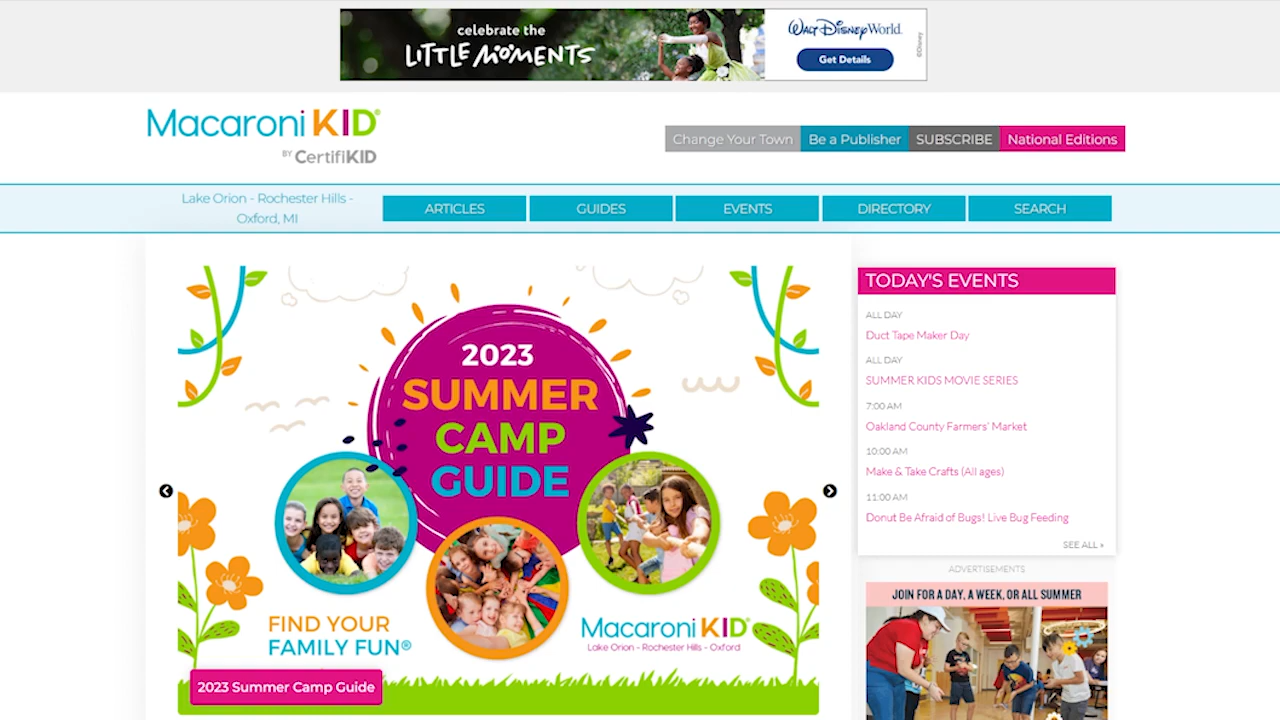 celebrate the
LITTLE MOMENTS
WALT DISNEY World.
Get Details
©Disney
Macaroni KID®
BY CertifiKID
Change Your Town
Be a Publisher
SUBSCRIBE
National Editions
Lake Orion - Rochester Hills -
Oxford, MI
ARTICLES
GUIDES
EVENTS
DIRECTORY
SEARCH
2023
SUMMER
CAMP
GUIDE
FIND YOUR
FAMILY FUN®
Macaroni KID®
Lake Orion - Rochester Hills - Oxford
2023 Summer Camp Guide
TODAY'S EVENTS
ALL DAY
Duct Tape Maker Day
ALL DAY
SUMMER KIDS MOVIE SERIES
7:00 AM
Oakland County Farmers' Market
10:00 AM
Make & Take Crafts (All ages)
11:00 AM
Donut Be Afraid of Bugs! Live Bug Feeding
SEE ALL »
ADVERTISEMENTS
JOIN FOR A DAY, A WEEK, OR ALL SUMMER